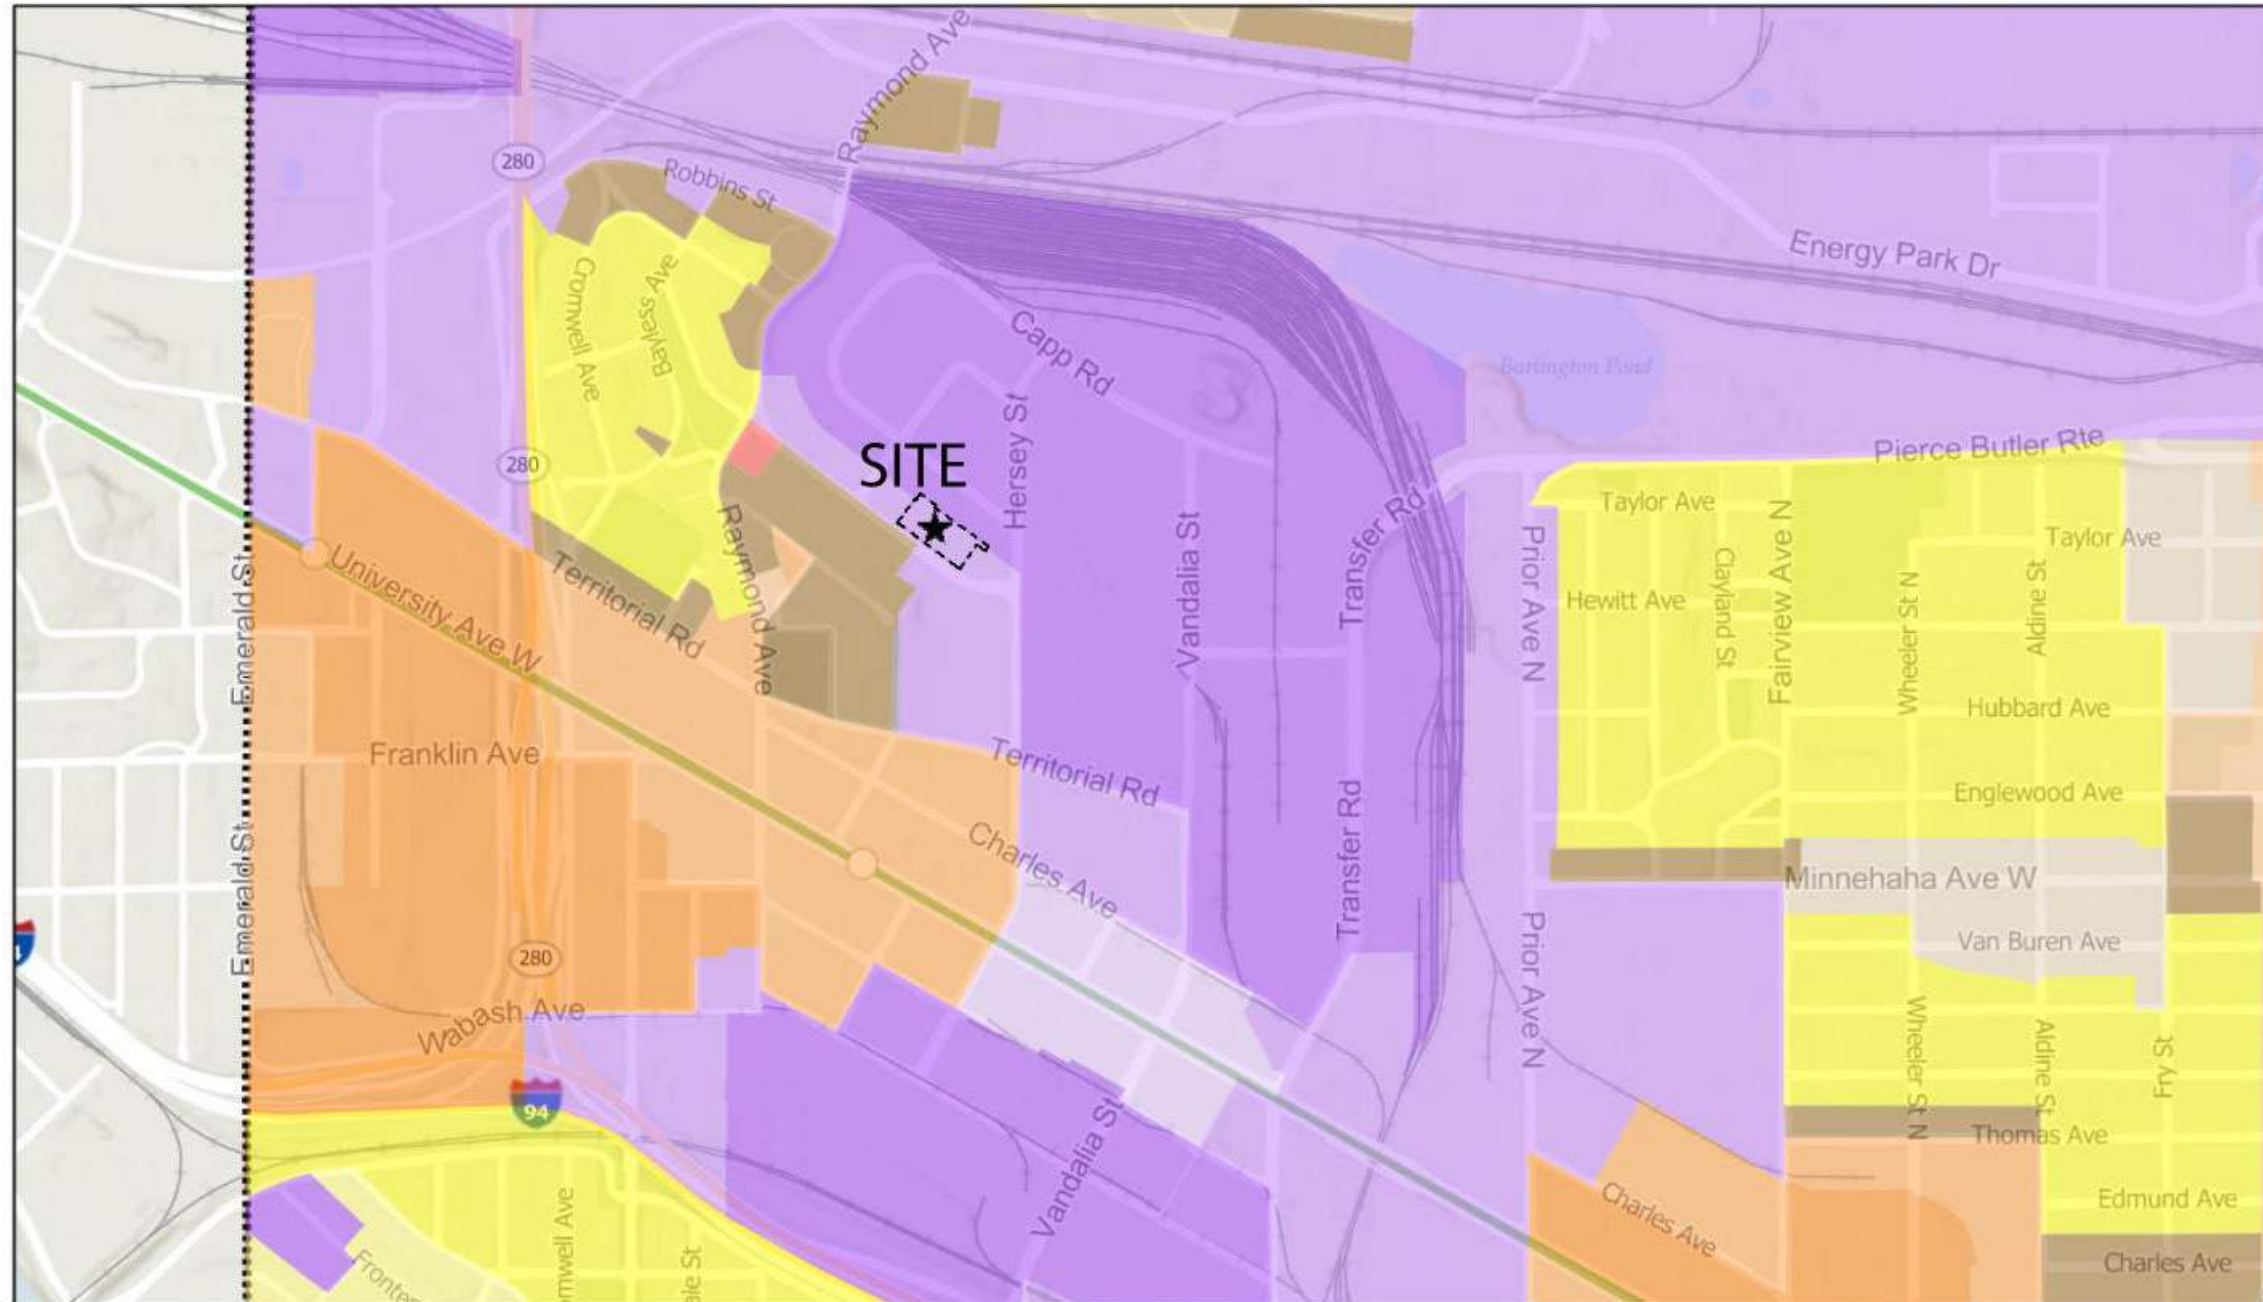 Raymond Ave
280
Robbins St
Energy Park Dr
Cromwell Ave
Bayless Ave
Capp Rd
3
Burlington Pond
Hersey St
SITE
280
Pierce Butler Rte
Taylor Ave
Taylor Ave
Transfer Rd
Vandalia St
Prior Ave N
Clayland St
Fairview Ave N
Wheeler St N
Aldine St
Hewitt Ave
Raymond Ave
Territorial Rd
University Ave W
Emerald St
Hubbard Ave
Franklin Ave
Territorial Rd
Englewood Ave
Transfer Rd
Charles Ave
Minnehaha Ave W
Emerald St
Prior Ave N
Van Buren Ave
280
Wabash Ave
Wheeler St N
Aldine St
Fry St
94
Thomas Ave
Vandalia St
Charles Ave
Edmund Ave
Charles Ave